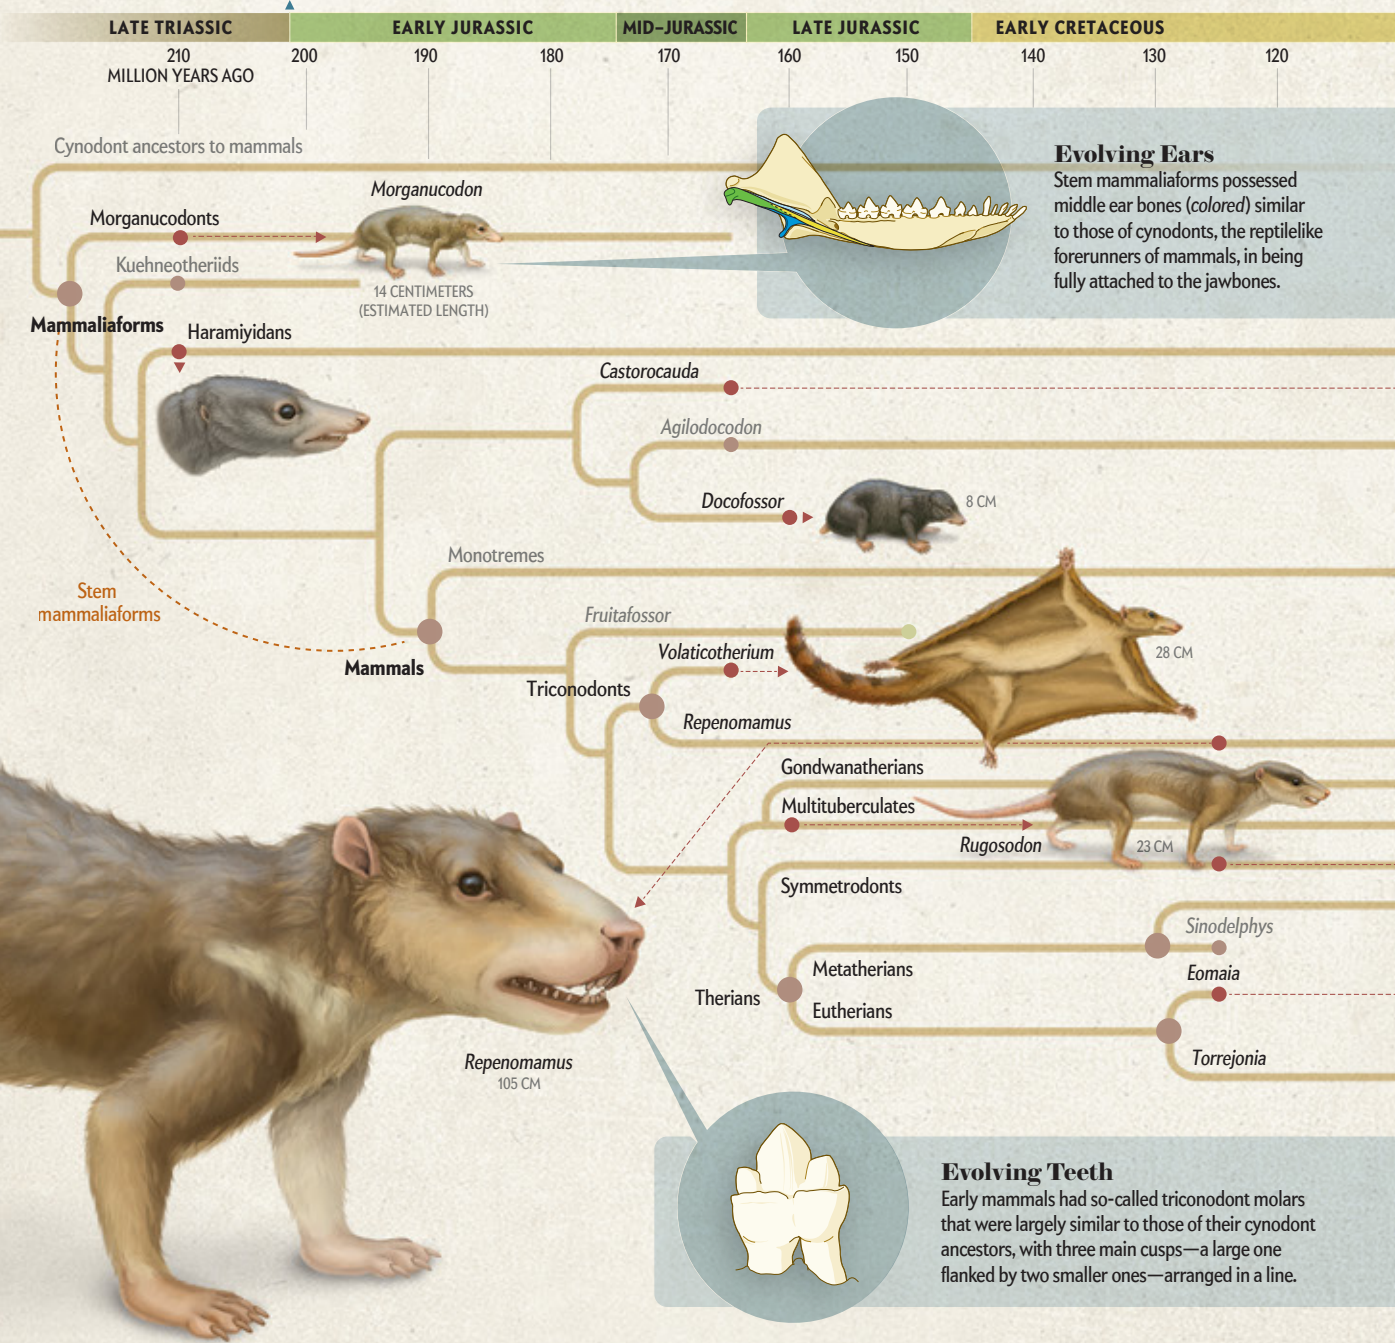 LATE TRIASSIC
EARLY JURASSIC
MID–JURASSIC
LATE JURASSIC
EARLY CRETACEOUS
210
200
190
180
170
160
150
140
130
120
MILLION YEARS AGO
Cynodont ancestors to mammals
Morganucodon
Morganucodonts
Kuehneotheriids
14 CENTIMETERS
(ESTIMATED LENGTH)
Mammaliaforms
Haramiyidans
Evolving Ears
Stem mammaliaforms possessed
middle ear bones (colored) similar
to those of cynodonts, the reptilelike
forerunners of mammals, in being
fully attached to the jawbones.
Castorocauda
Agilodocodon
Docofossor
8 CM
Monotremes
Stem
mammaliaforms
Fruitafossor
Volaticotherium
28 CM
Mammals
Triconodonts
Repenomamus
Gondwanatherians
Multituberculates
Rugosodon
23 CM
Symmetrodonts
Sinodelphys
Metatherians
Eomaia
Therians
Eutherians
Torrejonia
Repenomamus
105 CM
Evolving Teeth
Early mammals had so-called triconodont molars
that were largely similar to those of their cynodont
ancestors, with three main cusps—a large one
flanked by two smaller ones—arranged in a line.